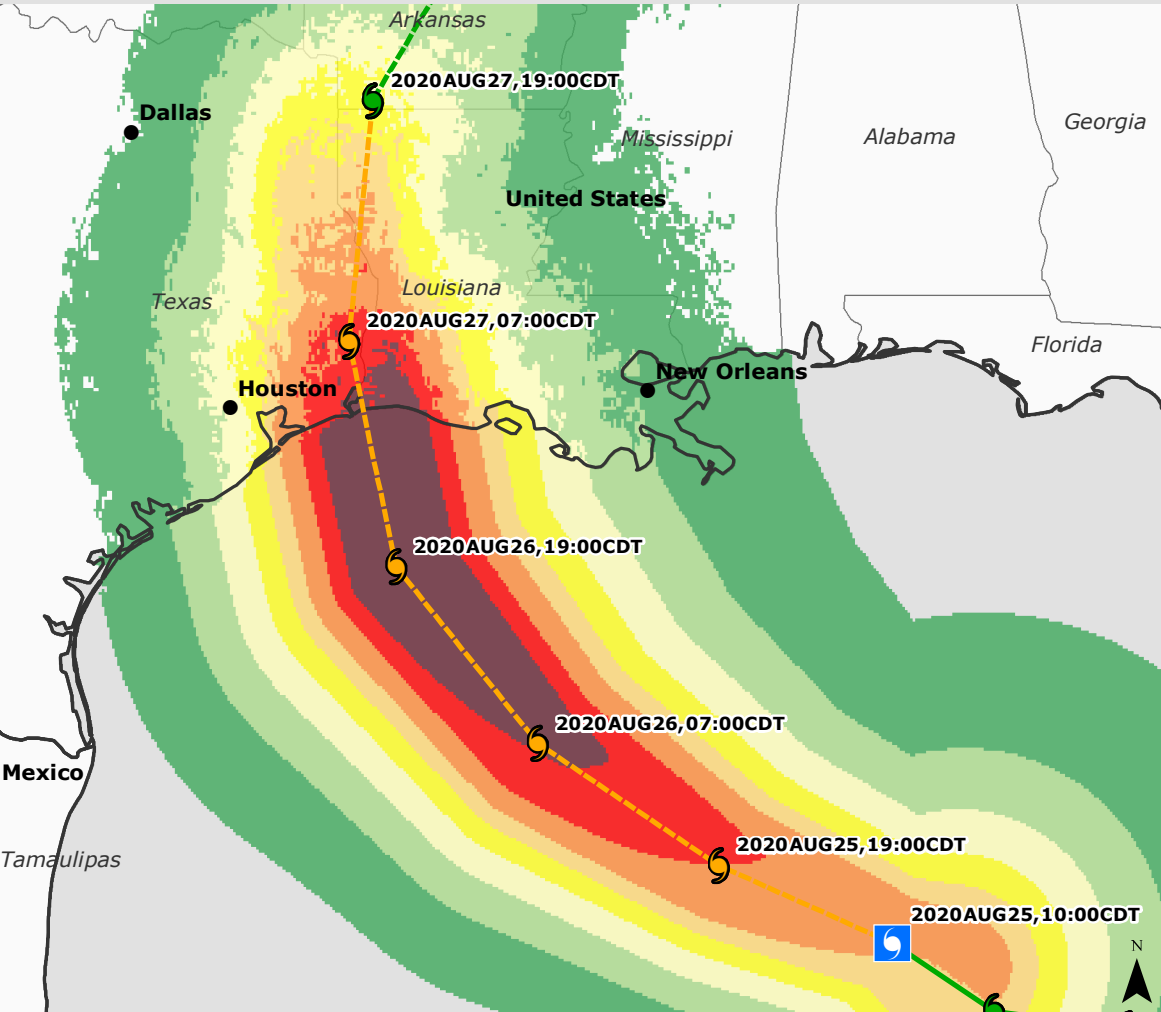 Arkansas
2020AUG27,19:00CDT
Dallas
Mississippi
Alabama
Georgia
United States
Louisiana
Texas
2020AUG27,07:00CDT
Florida
New Orleans
Houston
2020AUG26,19:00CDT
2020AUG26,07:00CDT
Mexico
2020AUG25,19:00CDT
Tamaulipas
2020AUG25,10:00CDT
N